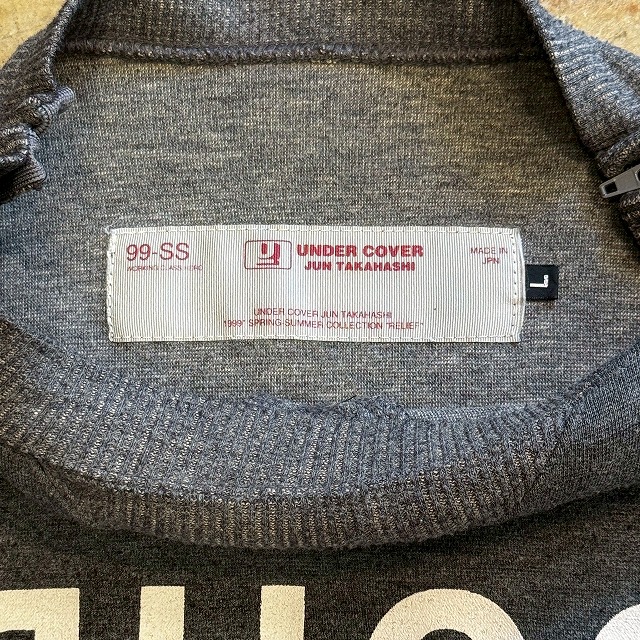 99-SS
WORKING CLASS HERO
U
UNDER COVER
JUN TAKAHASHI
MADE IN
JPN
UNDER COVER JUN TAKAHASHI
1999" SPRING-SUMMER COLLECTION "RELIEF"
L